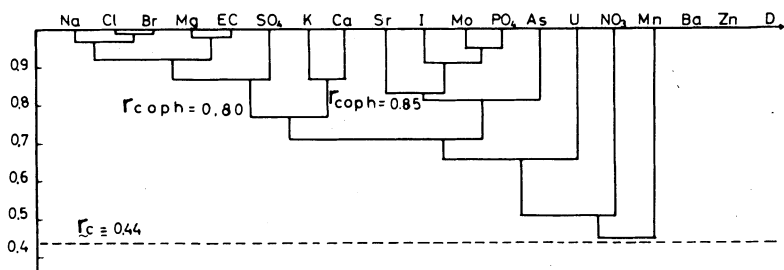 Na Cl Br Mg EC SO₄ K Ca Sr I Mo PO₄ As U NO₃ Mn Ba Zn D
0.9
0.8
rcoph=0,80 rcoph=0.85
0.7
0.6
0.5
rc≡0.44
0.4